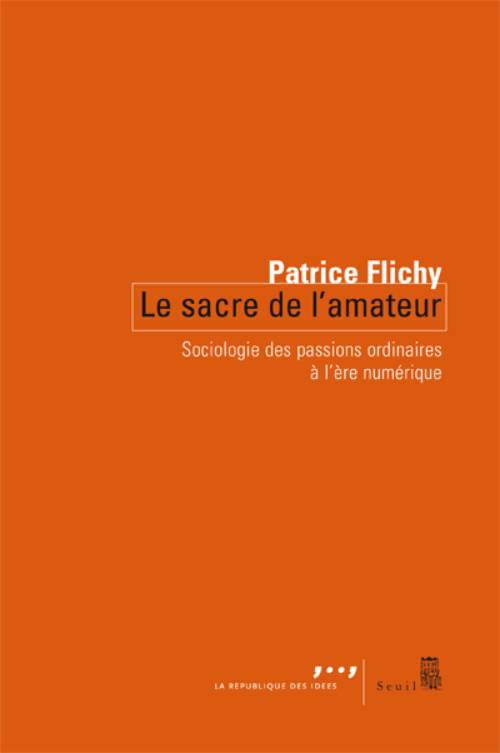 Patrice Flichy
Le sacre de l'amateur
Sociologie des passions ordinaires
à l'ère numérique
LA REPUBLIQUE DES IDEES
Seuil